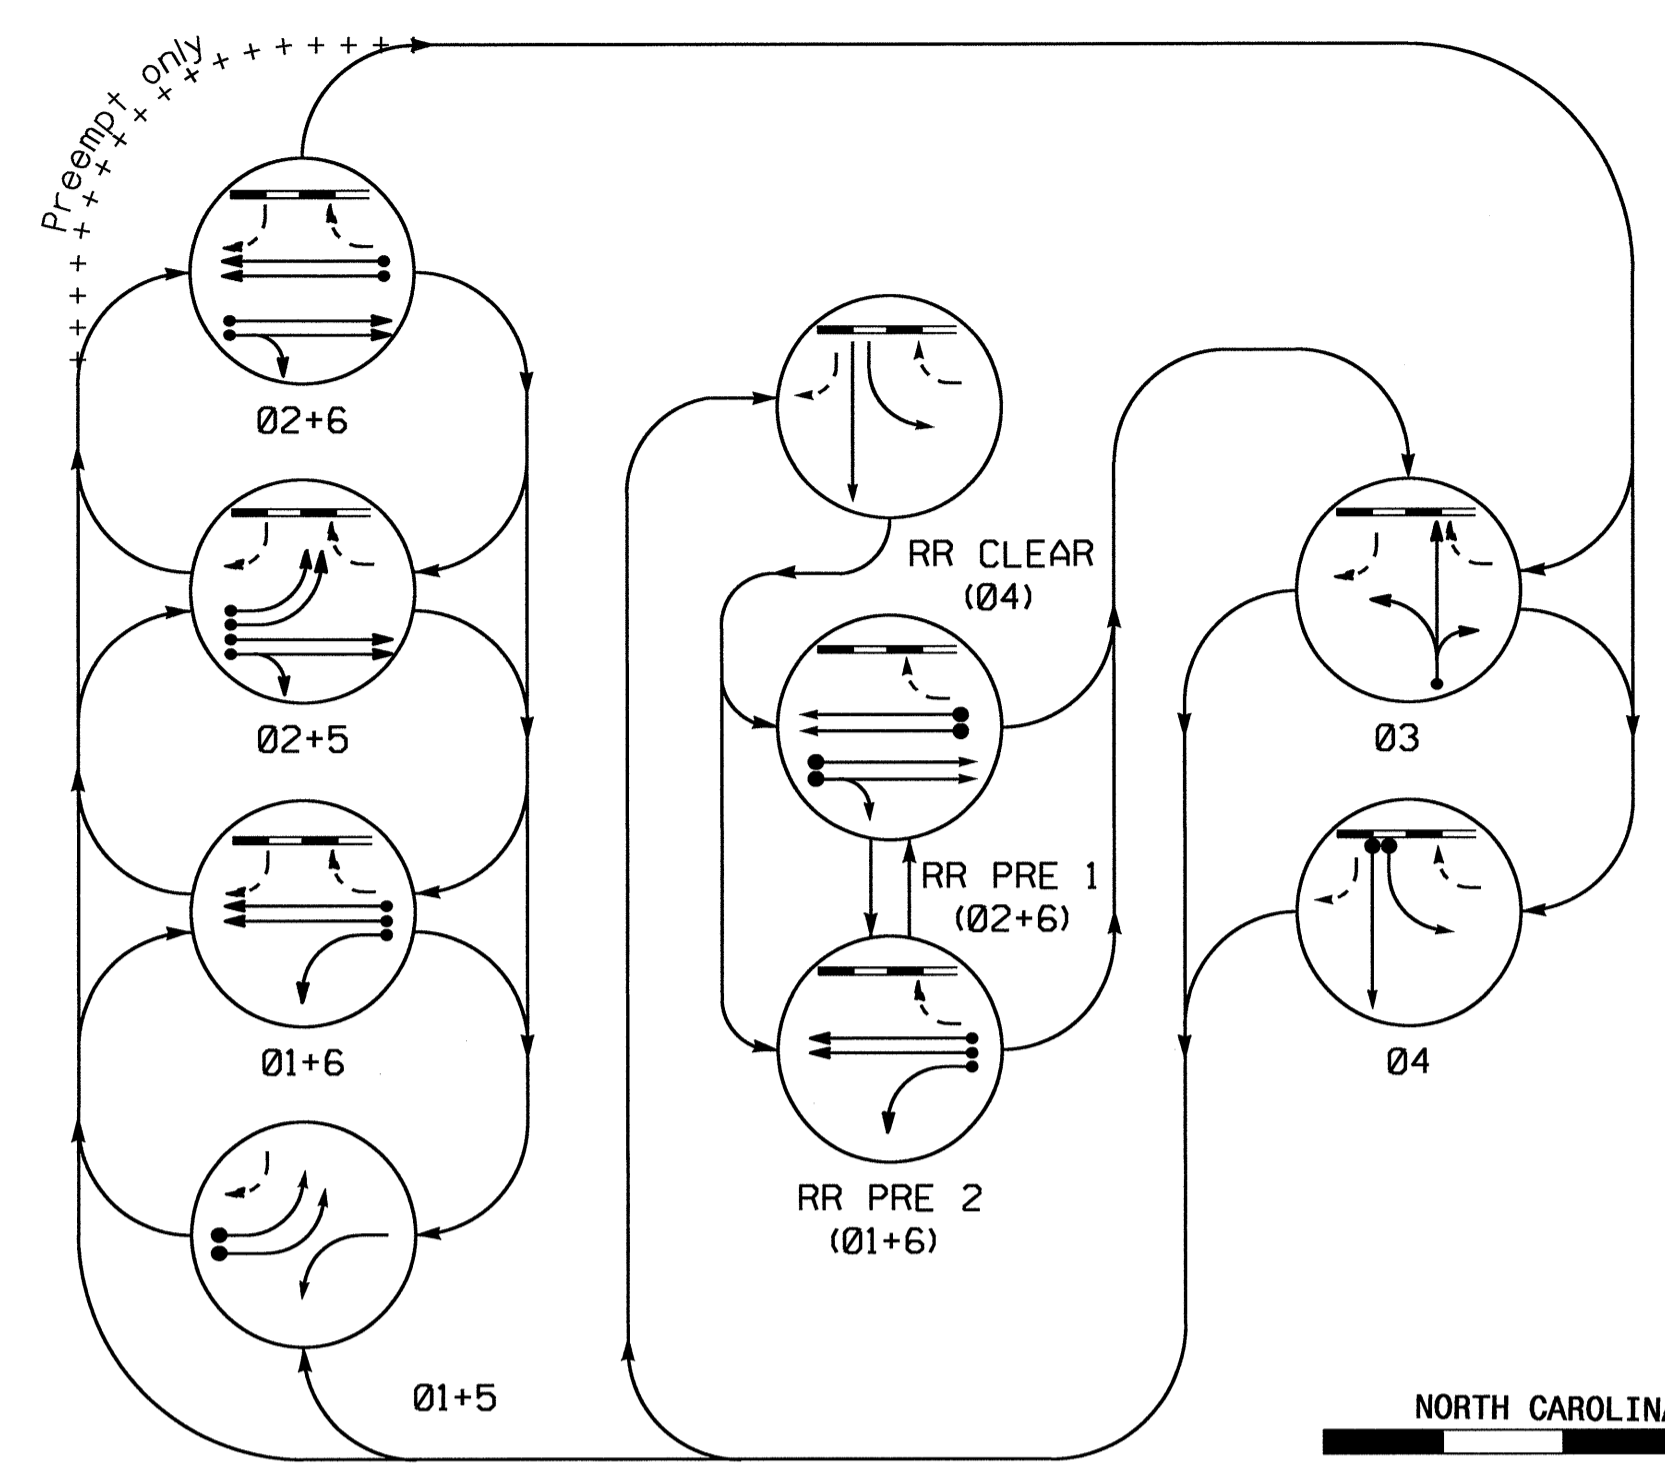 Preempt only
Ø2+6
Ø2+5
Ø1+6
Ø1+5
RR CLEAR
(Ø4)
RR PRE 1
(Ø2+6)
RR PRE 2
(Ø1+6)
Ø3
Ø4
NORTH CAROLINA